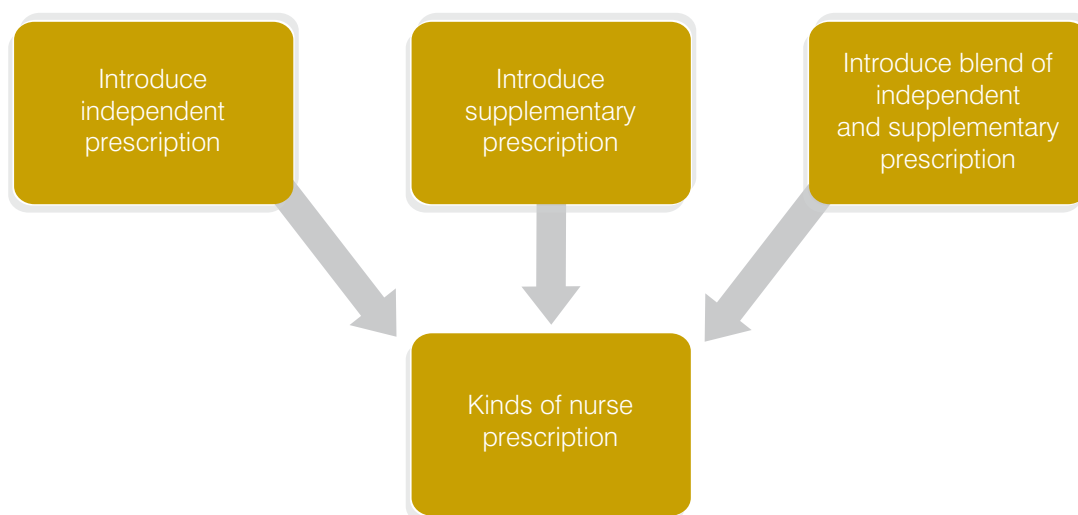 Introduce
independent
prescription
Introduce
supplementary
prescription
Introduce blend of
independent
and supplementary
prescription
Kinds of nurse
prescription